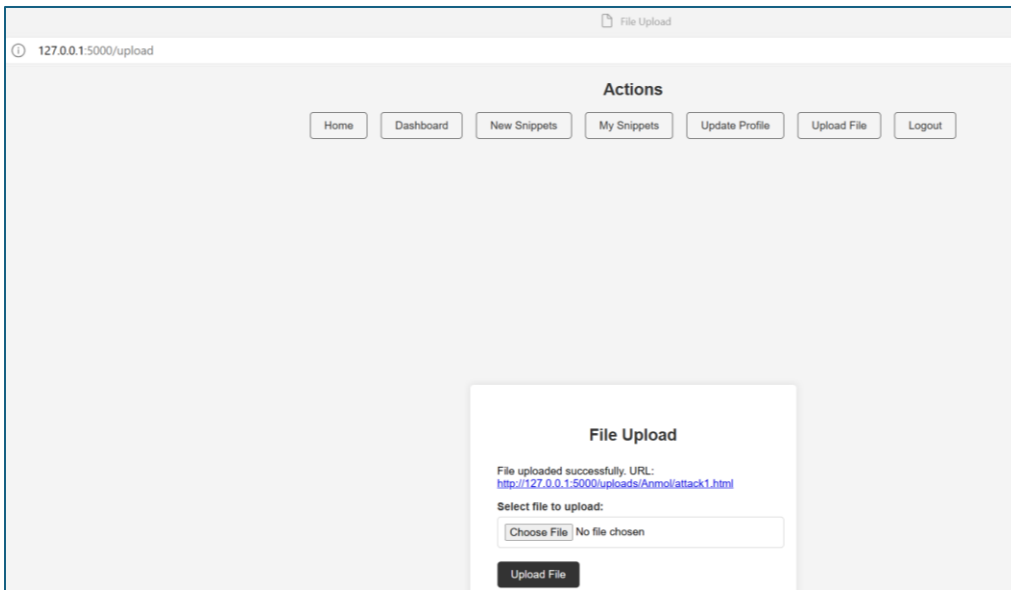 File Upload
127.0.0.1:5000/upload
Actions
Home Dashboard New Snippets My Snippets Update Profile Upload File Logout
File Upload
File uploaded successfully. URL:
http://127.0.0.1:5000/uploads/Anmol/attack1.html
Select file to upload:
Choose File No file chosen
Upload File